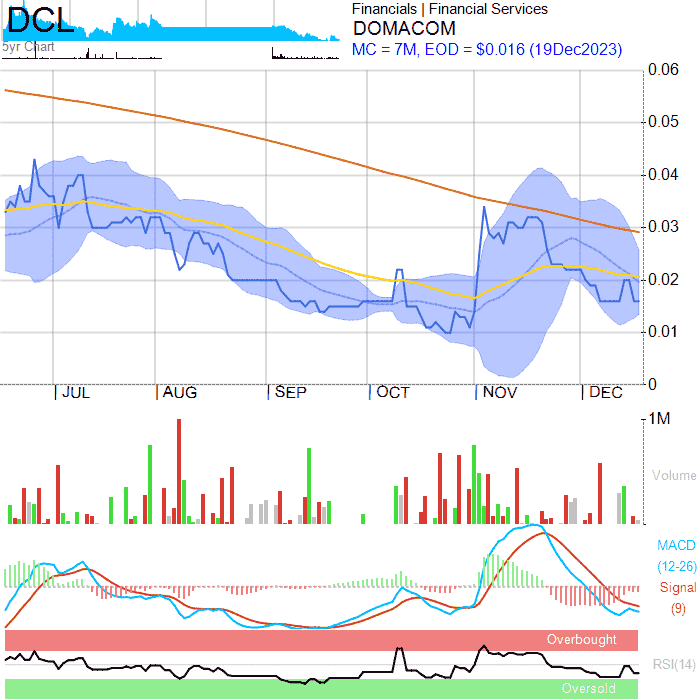 DCL
5yr Chart
Financials | Financial Services
DOMACOM
MC = 7M, EOD = $0.016 (19Dec2023)
0.06
0.05
0.04
0.03
0.02
0.01
0
JUL AUG SEP OCT NOV DEC
1M
Volume
MACD
(12-26)
Signal
(9)
Overbought
RSI(14)
Oversold